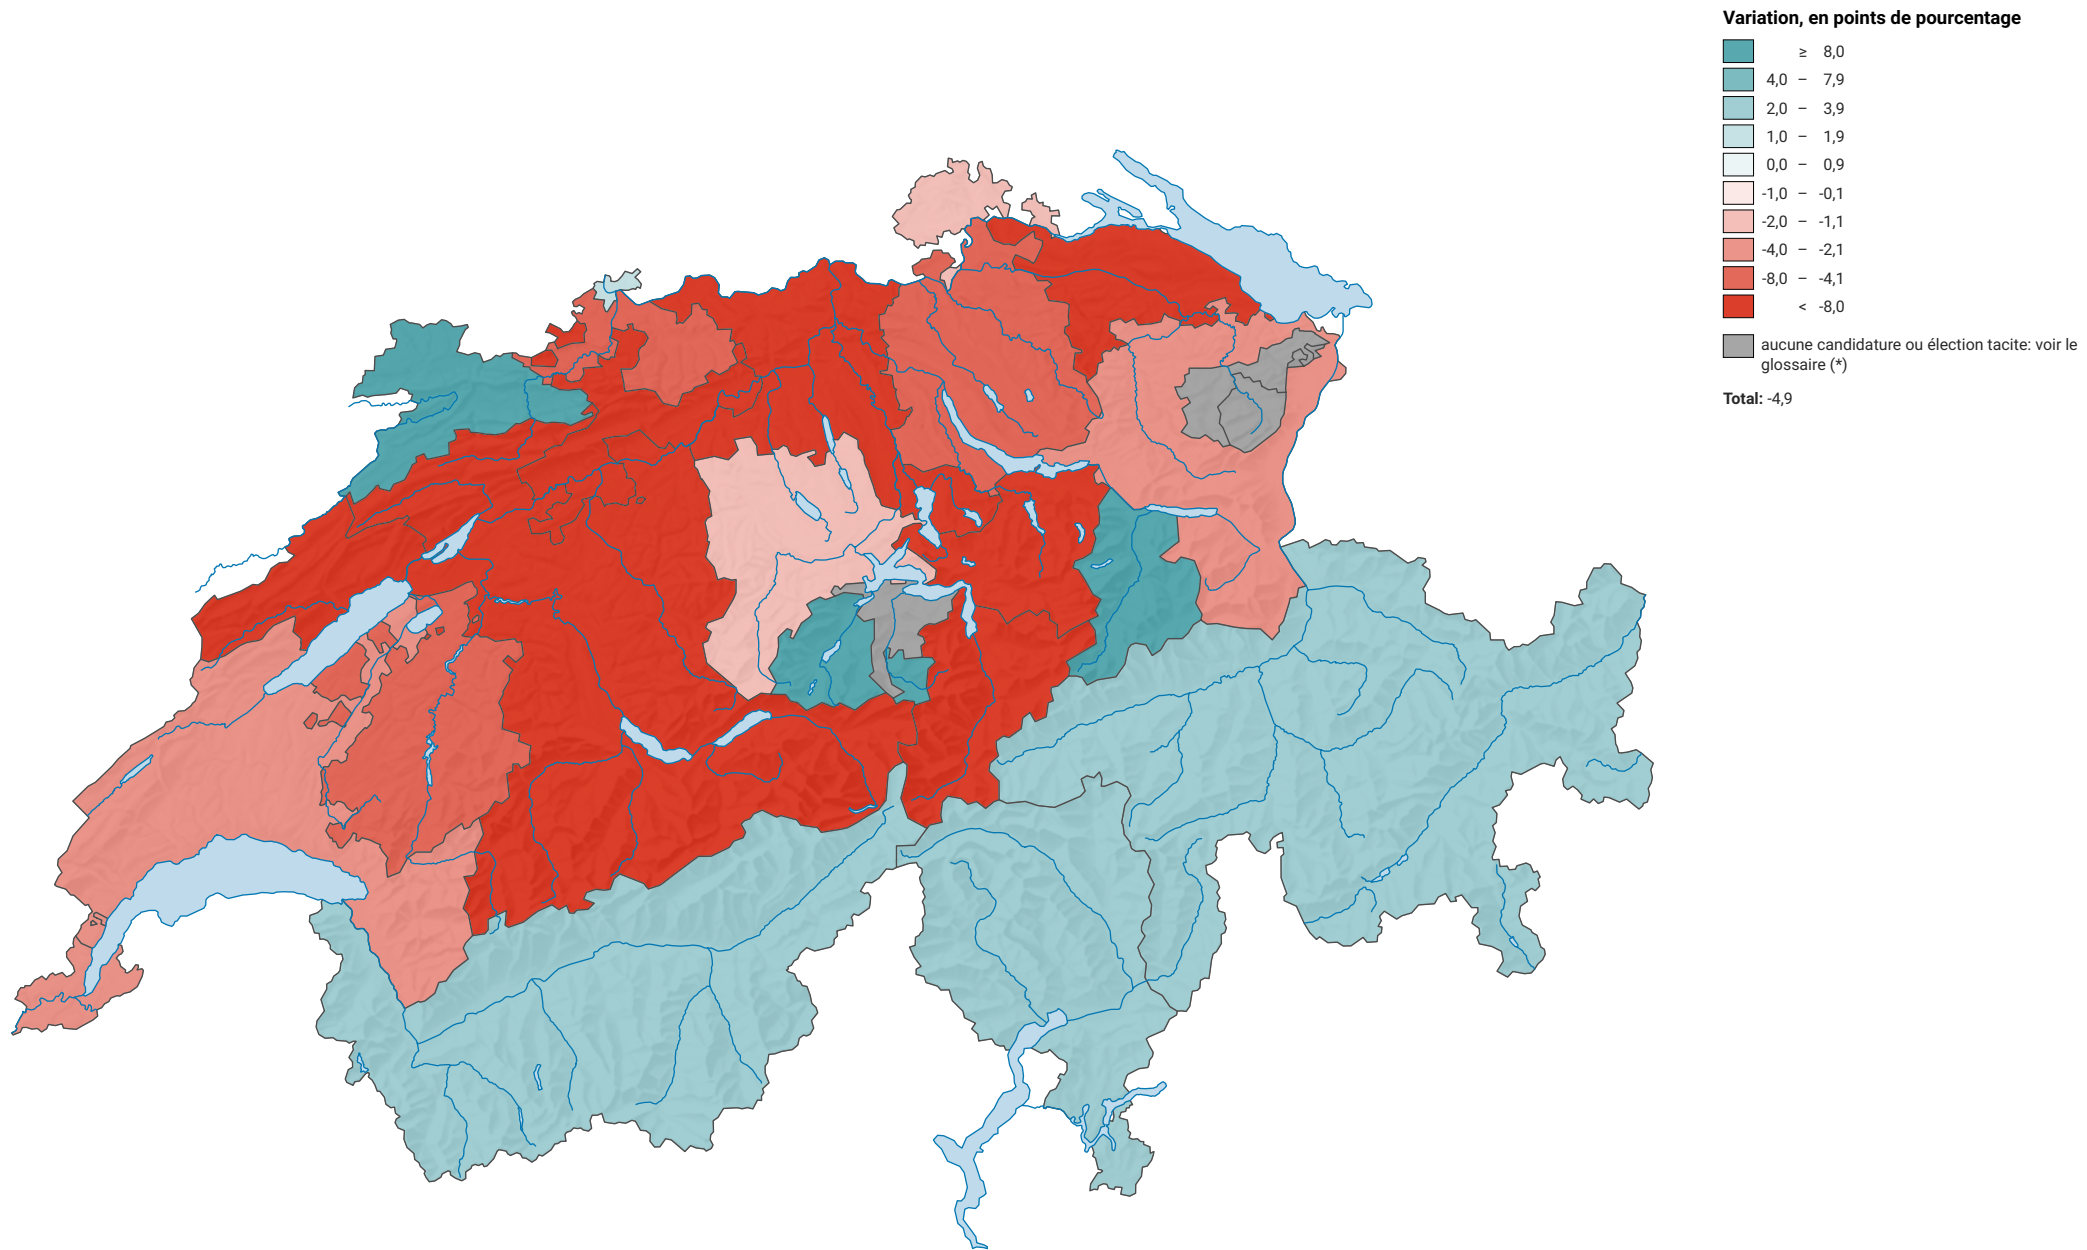 Variation, en points de pourcentage
≥ 8,0
4,0 – 7,9
2,0 – 3,9
1,0 – 1,9
0,0 – 0,9
-1,0 – -0,1
-2,0 – -1,1
-4,0 – -2,1
-8,0 – -4,1
< -8,0
aucune candidature ou élection tacite: voir le
glossaire (*)
Total: -4,9